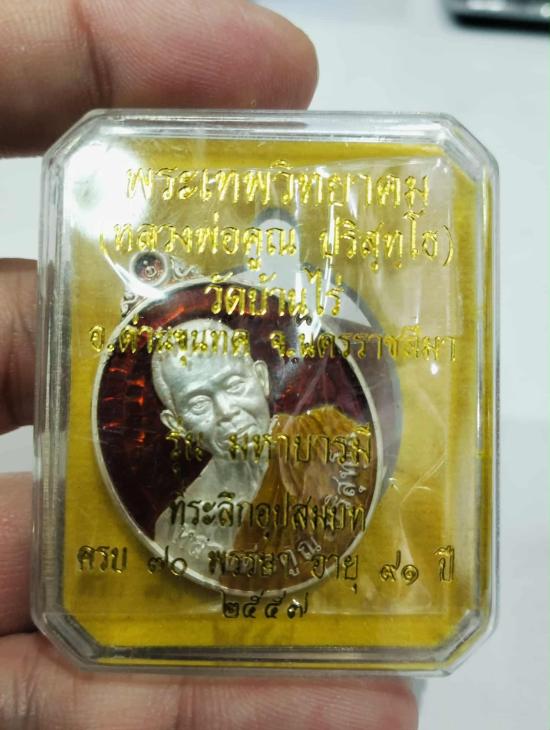 พระเทพวิทยาคม
(หลวงพ่อคูณ ปริสุทฺโธ)
วัดบ้านไร่
อ.ด่านขุนทด จ.นครราชสีมา
รุ่น มหาบารมี
ที่ระลึกอุปสมบท
ครบ ๗๐ พรรษา อายุ ๙๑ ปี
๒๕๕๗